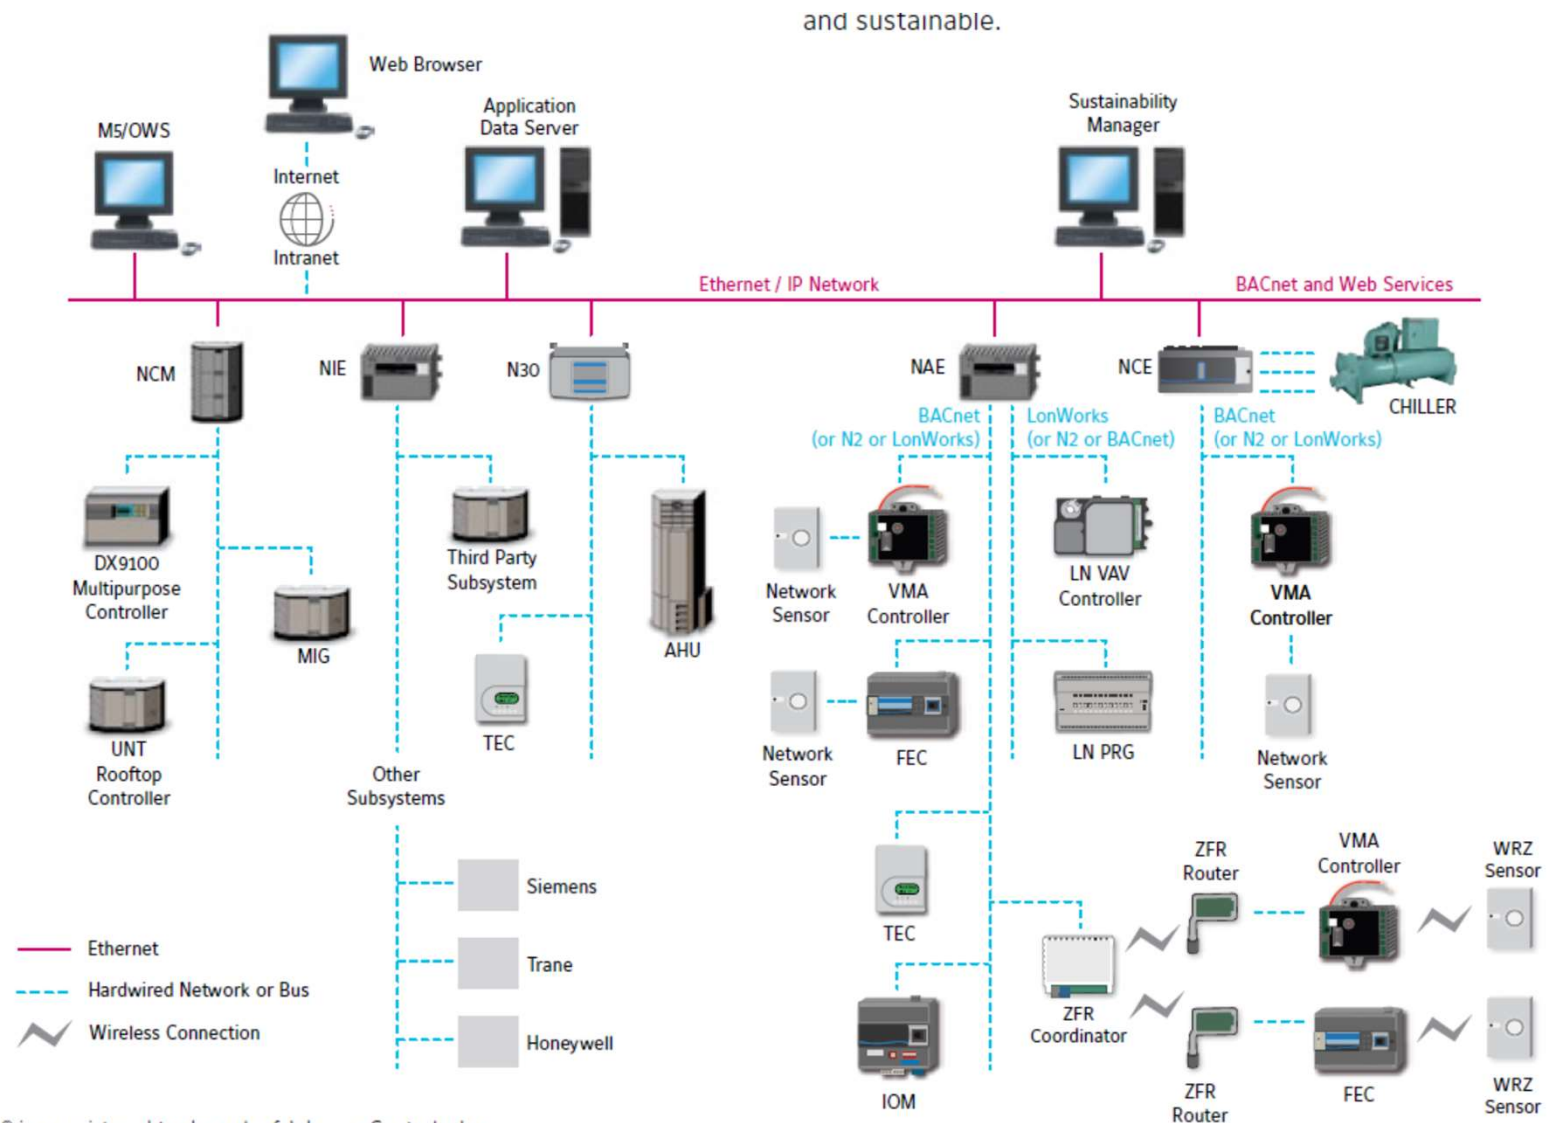 and sustainable.
Web Browser
Application
Data Server
Sustainability
Manager
M5/OWS
Internet
Intranet
Ethernet / IP Network
BACnet and Web Services
NCM
NIE
N30
NAE
NCE
CHILLER
BACnet
(or N2 or LonWorks)
LonWorks
(or N2 or BACnet)
BACnet
(or N2 or LonWorks)
DX9100
Multipurpose
Controller
MIG
UNT
Rooftop
Controller
Third Party
Subsystem
Other
Subsystems
TEC
AHU
Network
Sensor
VMA
Controller
LN VAV
Controller
VMA
Controller
Network
Sensor
FEC
LN PRG
Network
Sensor
Siemens
Trane
Honeywell
TEC
IOM
ZFR
Coordinator
ZFR
Router
VMA
Controller
WRZ
Sensor
ZFR
Router
FEC
WRZ
Sensor
Ethernet
Hardwired Network or Bus
Wireless Connection